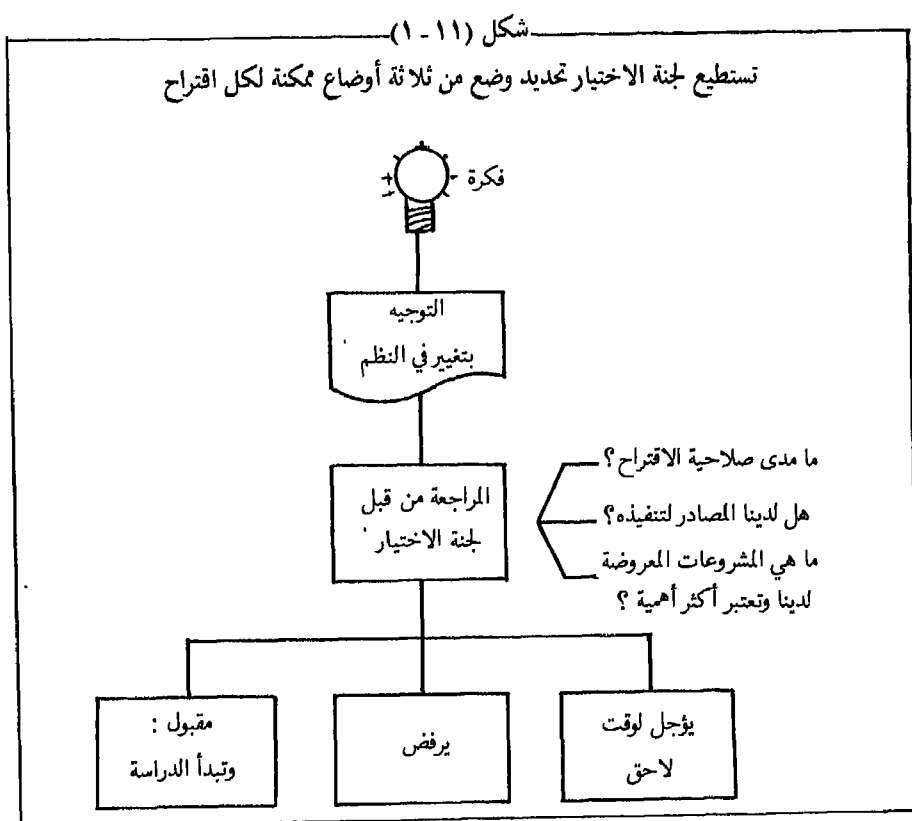 شكل (١١ - ١)
تستطيع لجنة الاختيار تحديد وضع من ثلاثة أوضاع ممكنة لكل اقتراح
فكرة
التوجيه
بتغيير في النظم
المراجعة من قبل
لجنة الاختيار
ما مدى صلاحية الاقتراح؟
هل لدينا المصادر لتنفيذه؟
ما هي المشروعات المعروضة
لدينا وتعتبر أكثر أهمية ؟
يؤجل لوقت
لاحق
يرفض
مقبول :
وتبدأ الدراسة